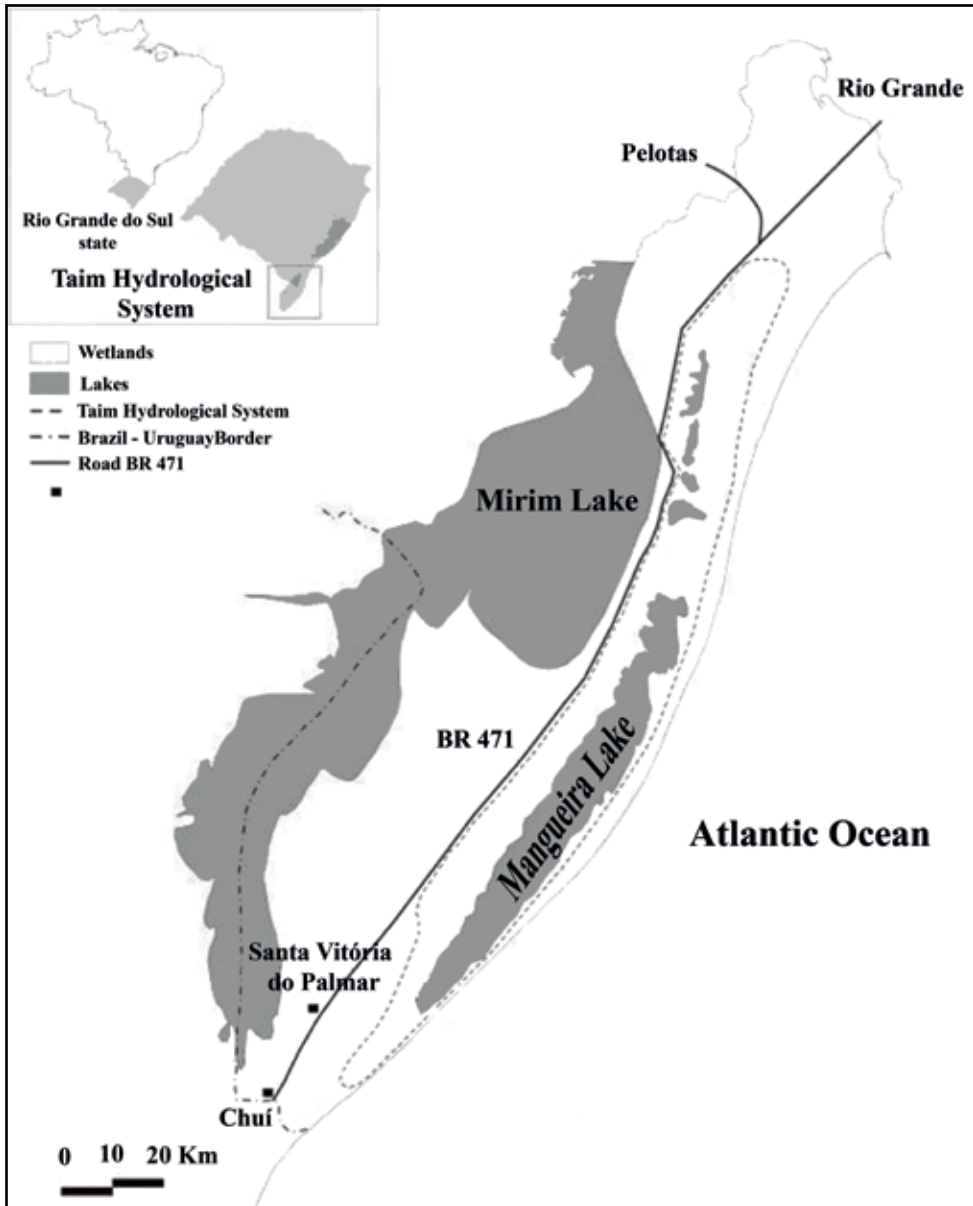 Rio Grande do Sul
state
Taim Hydrological
System
Wetlands
Lakes
Taim Hydrological System
Brazil - UruguayBorder
Road BR 471
Rio Grande
Pelotas
Mirim Lake
BR 471
Mangueira Lake
Atlantic Ocean
Santa Vitória
do Palmar
Chuí
0 10 20 Km